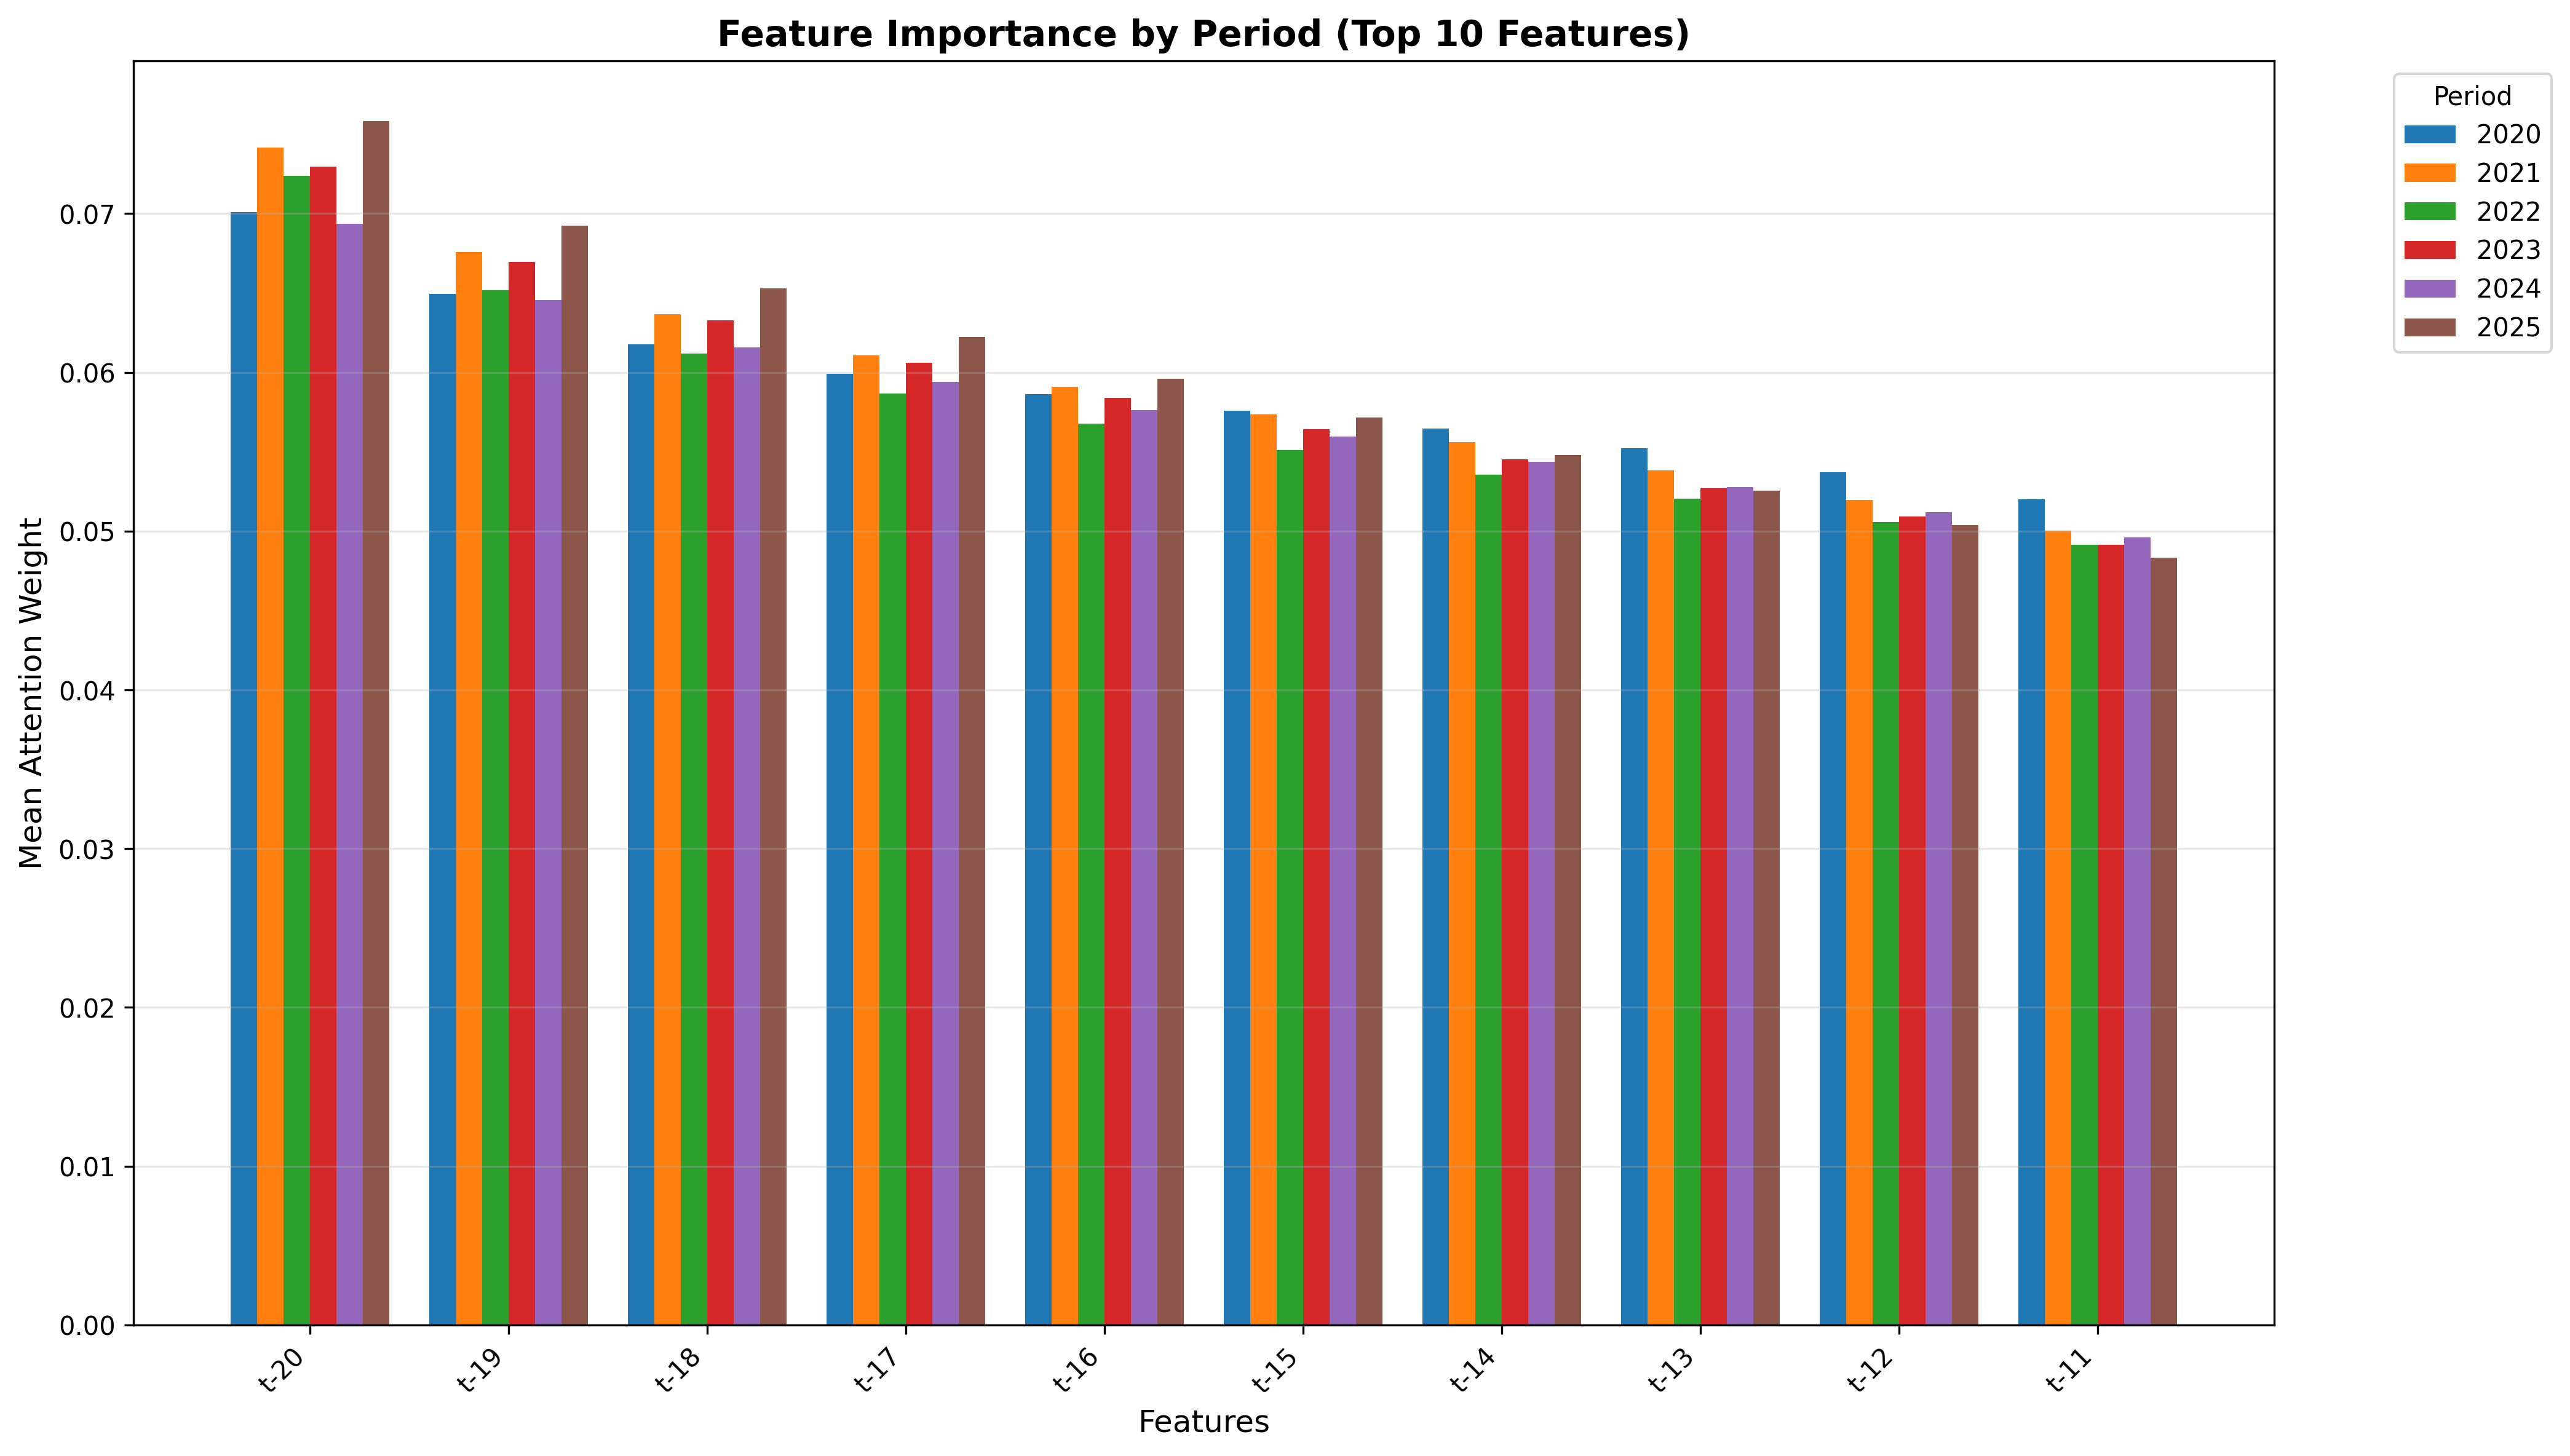 Feature Importance by Period (Top 10 Features)
Period
2020
2021
2022
2023
2024
2025
Mean Attention Weight
0.07
0.06
0.05
0.04
0.03
0.02
0.01
0.00
t-20
t-19
t-18
t-17
t-16
t-15
t-14
t-13
t-12
t-11
Features